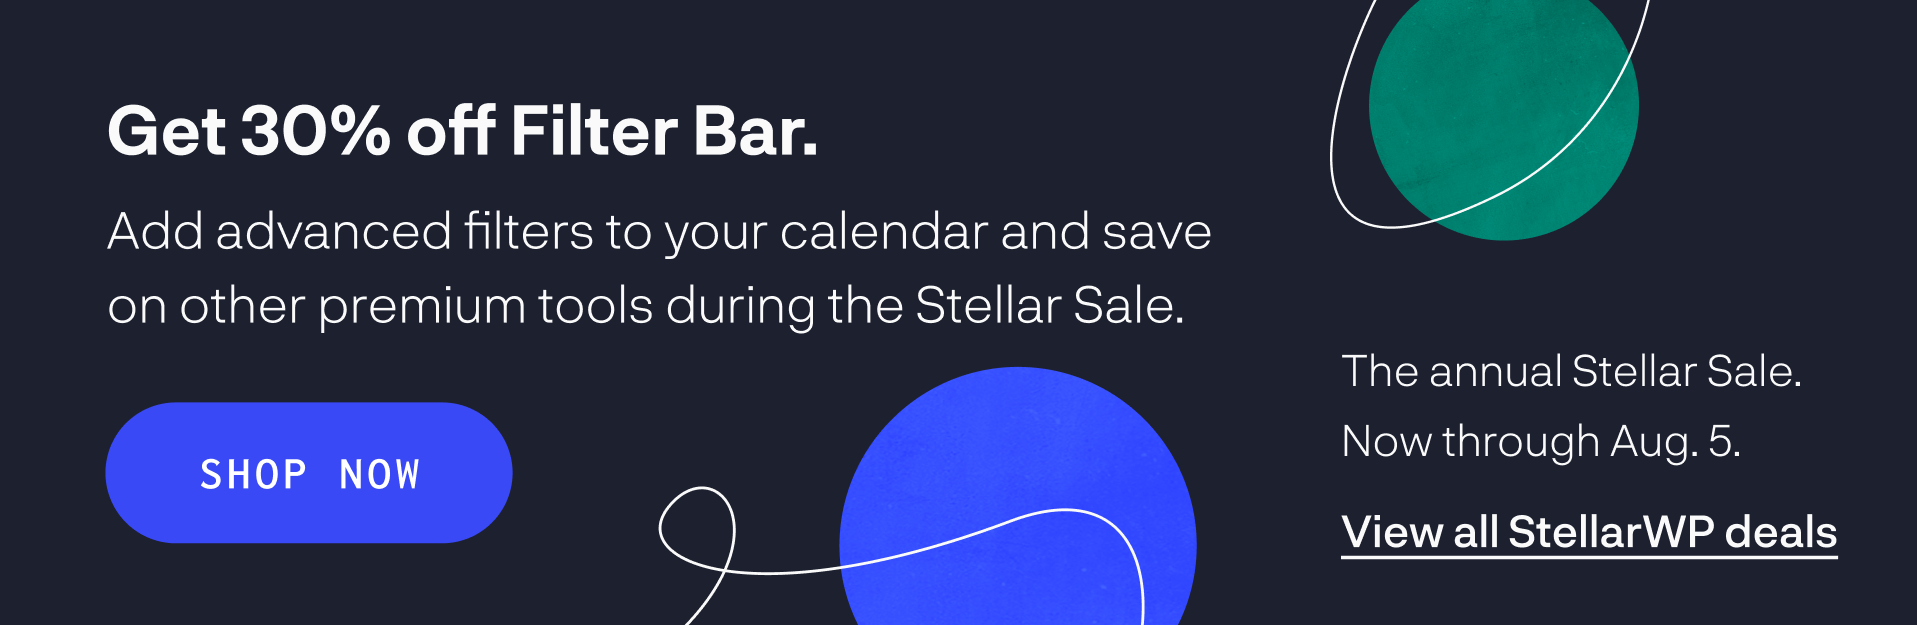 Get 30% off Filter Bar.
Add advanced filters to your calendar and save
on other premium tools during the Stellar Sale.
SHOP NOW
The annual Stellar Sale.
Now through Aug. 5.
View all StellarWP deals